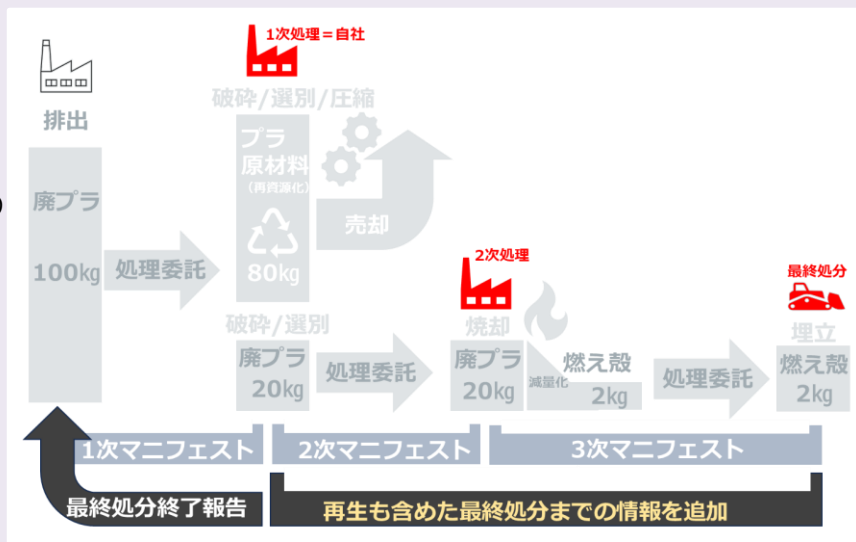 1次処理＝自社
排出
破砕/選別/圧縮
プラ
原材料
(再資源化)
80kg
売却
廃プラ
100kg
処理委託
破砕/選別
廃プラ
20kg
処理委託
2次処理
焼却
廃プラ
20kg
減量化
燃え殻
2kg
処理委託
最終処分
埋立
燃え殻
2kg
1次マニフェスト
2次マニフェスト
3次マニフェスト
最終処分終了報告
再生も含めた最終処分までの情報を追加